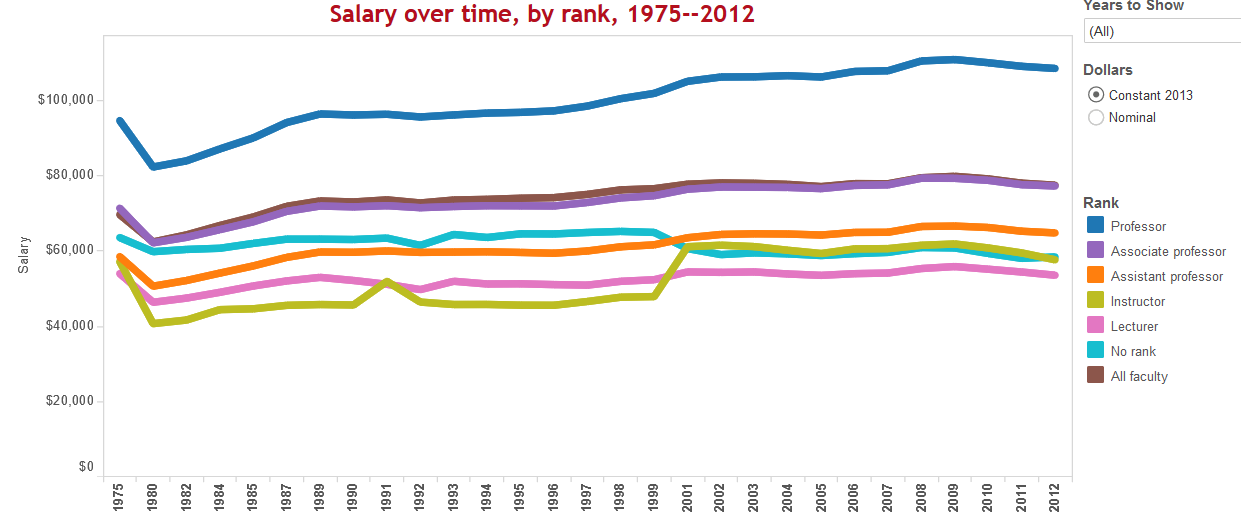 Salary over time, by rank, 1975--2012
Years to Show
(All)
Dollars
Constant 2013
Nominal
Rank
Professor
Associate professor
Assistant professor
Instructor
Lecturer
No rank
All faculty
Salary
$100,000
$80,000
$60,000
$40,000
$20,000
$0
1975
1980
1982
1984
1985
1987
1989
1990
1991
1992
1993
1994
1995
1996
1997
1998
1999
2001
2002
2003
2004
2005
2006
2007
2008
2009
2010
2011
2012